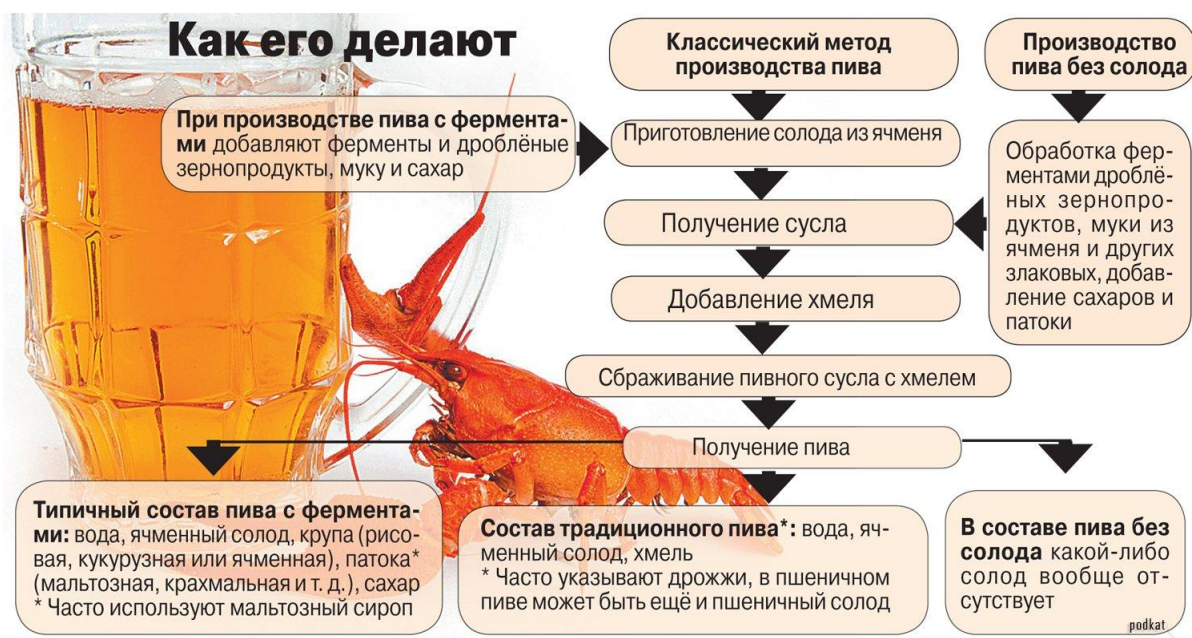 Как его делают
Классический метод
производства пива
Производство
пива без солода
При производстве пива с фермента-
ми добавляют ферменты и дроблёные
зернопродукты, муку и сахар
Приготовление солода из ячменя
Обработка фер-
ментами дроблё-
ных зернопро-
дуктов, муки из
ячменя и других
злаковых, добав-
ление сахаров и
патоки
Получение сусла
Добавление хмеля
Сбраживание пивного сусла с хмелем
Получение пива
Типичный состав пива с фермента-
ми: вода, ячменный солод, крупа (рисо-
вая, кукурузная или ячменная), патока*
(мальтозная, крахмальная и т. д.), сахар
* Часто используют мальтозный сироп
Состав традиционного пива*: вода, яч-
менный солод, хмель
* Часто указывают дрожжи, в пшеничном
пиве может быть ещё и пшеничный солод
В составе пива без
солода какой-либо
солод вообще от-
сутствует
podkat